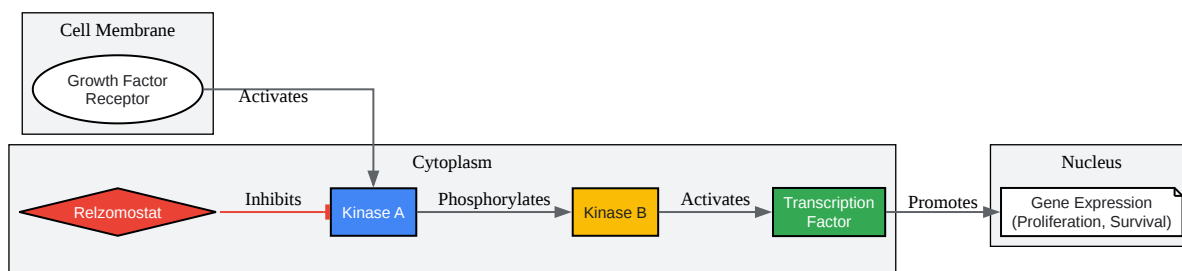 Cell Membrane
Growth Factor
Receptor
Activates
Cytoplasm
Nucleus
Relzomostat
Inhibits
Kinase A
Phosphorylates
Kinase B
Activates
Transcription
Factor
Promotes
Gene Expression
(Proliferation, Survival)